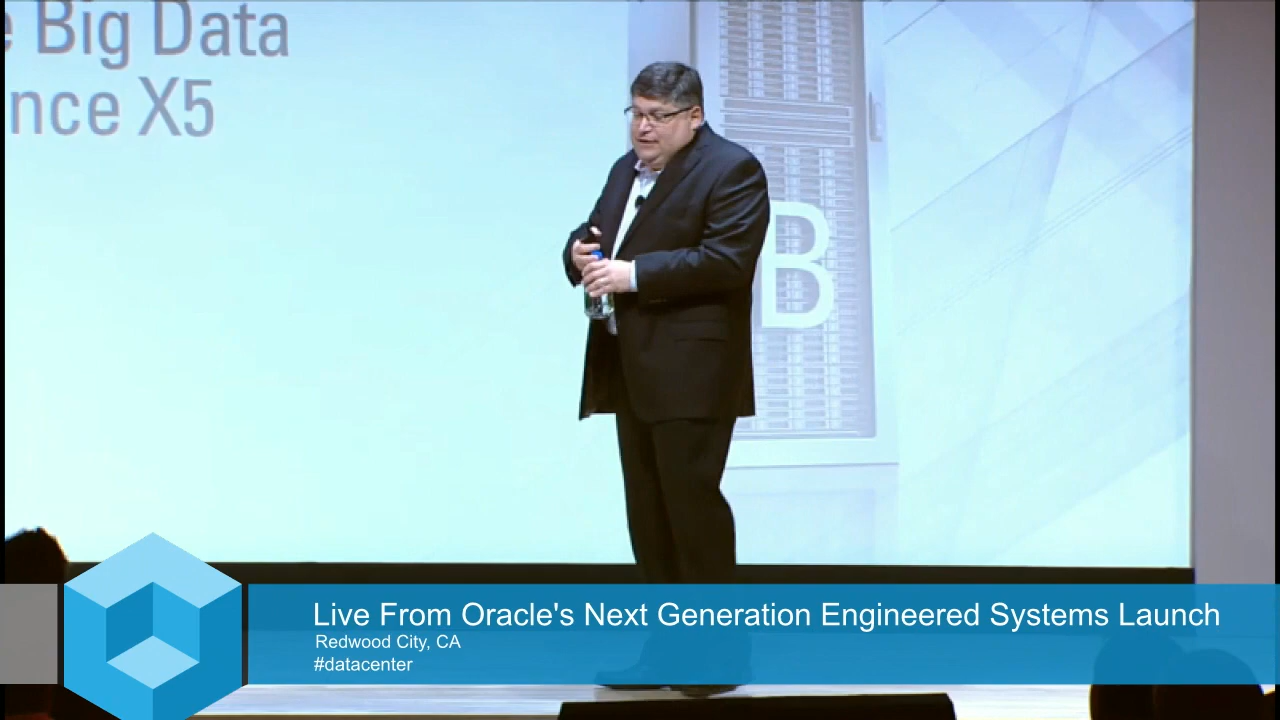 Big Data
nce X5
B
Live From Oracle's Next Generation Engineered Systems Launch
Redwood City, CA
#datacenter